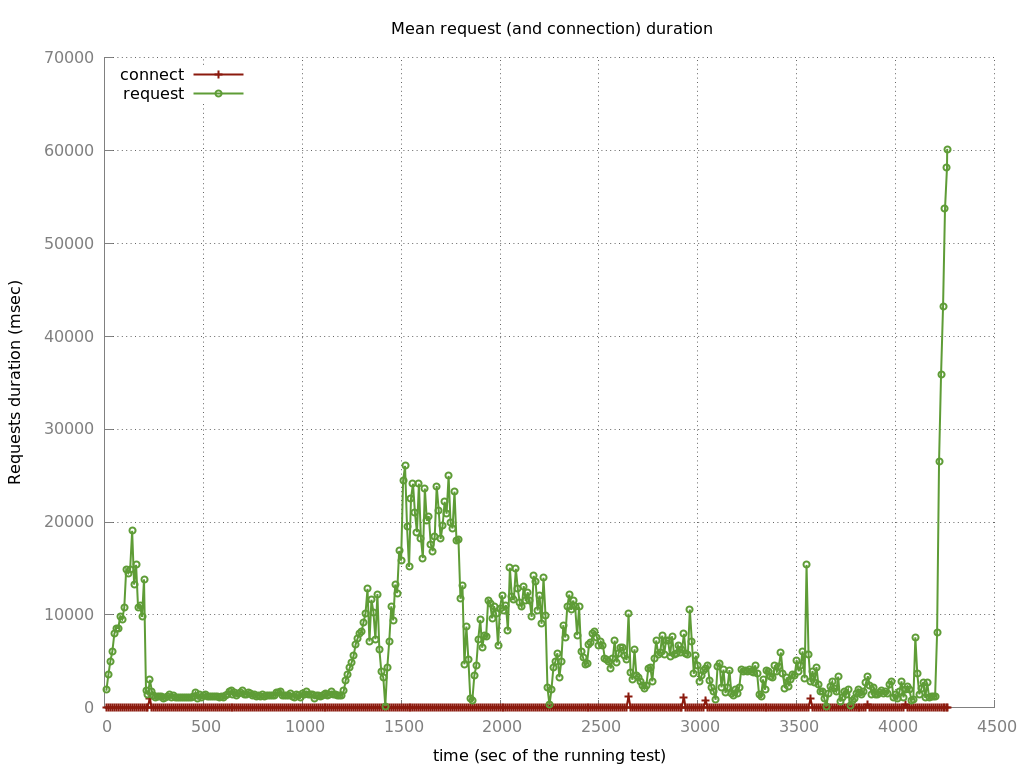 Mean request (and connection) duration
70000
60000
50000
40000
30000
20000
10000
0
connect
request
Requests duration (msec)
0 500 1000 1500 2000 2500 3000 3500 4000 4500
time (sec of the running test)